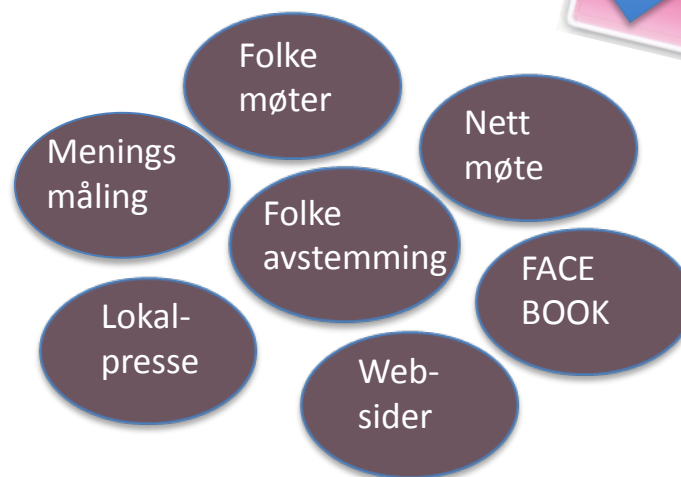 Folke
møter
Menings
måling
Nett
møte
Folke
avstemming
FACE
BOOK
Lokal-
presse
Web-
sider